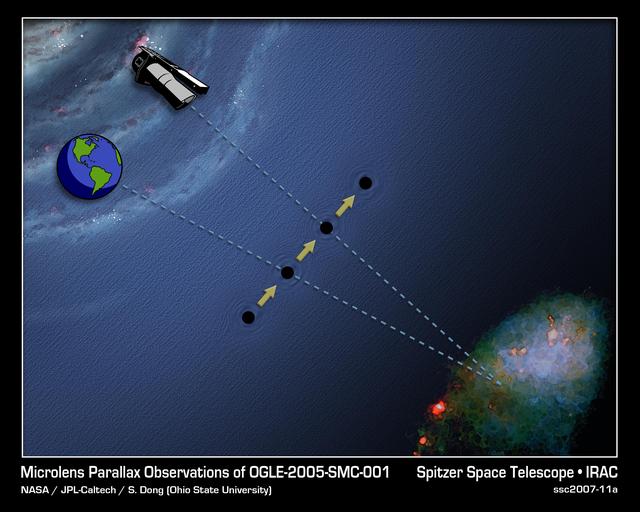 Microlens Parallax Observations of OGLE-2005-SMC-001 Spitzer Space Telescope • IRAC
NASA / JPL-Caltech / S. Dong (Ohio State University) ssc2007-11a